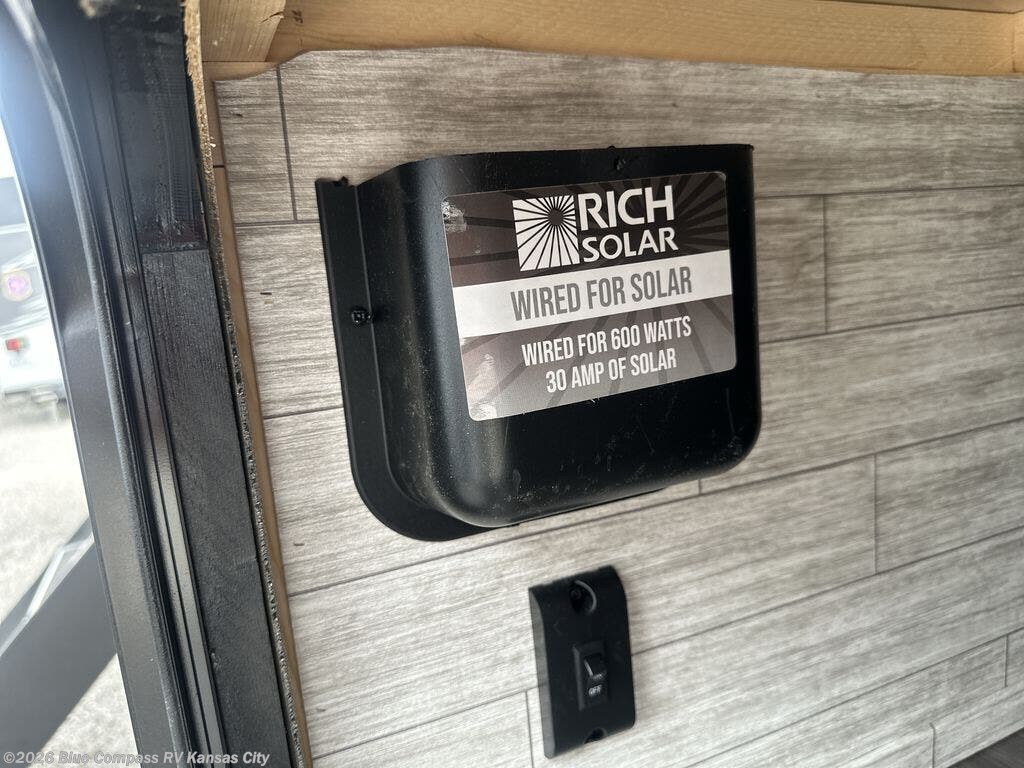 RICH
SOLAR
WIRED FOR SOLAR
WIRED FOR 600 WATTS
30 AMP OF SOLAR
OFF
©2026 Blue Compass RV Kansas City